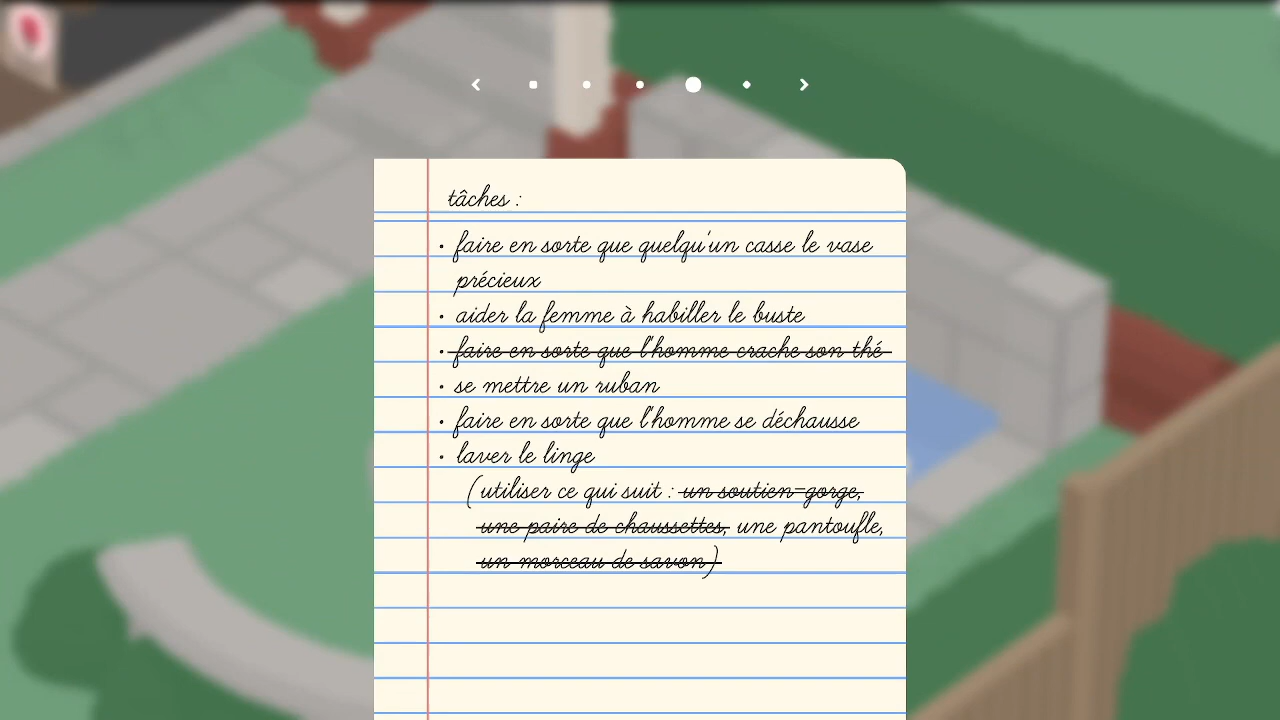 tâches :
• faire en sorte que quelqu'un casse le vase
précieux
• aider la femme à habiller le buste
• faire en sorte que l'homme crache son thé
• se mettre un ruban
• faire en sorte que l'homme se déchausse
• laver le linge
(utiliser ce qui suit : un soutien-gorge,
une paire de chaussettes, une pantoufle,
un morceau de savon)